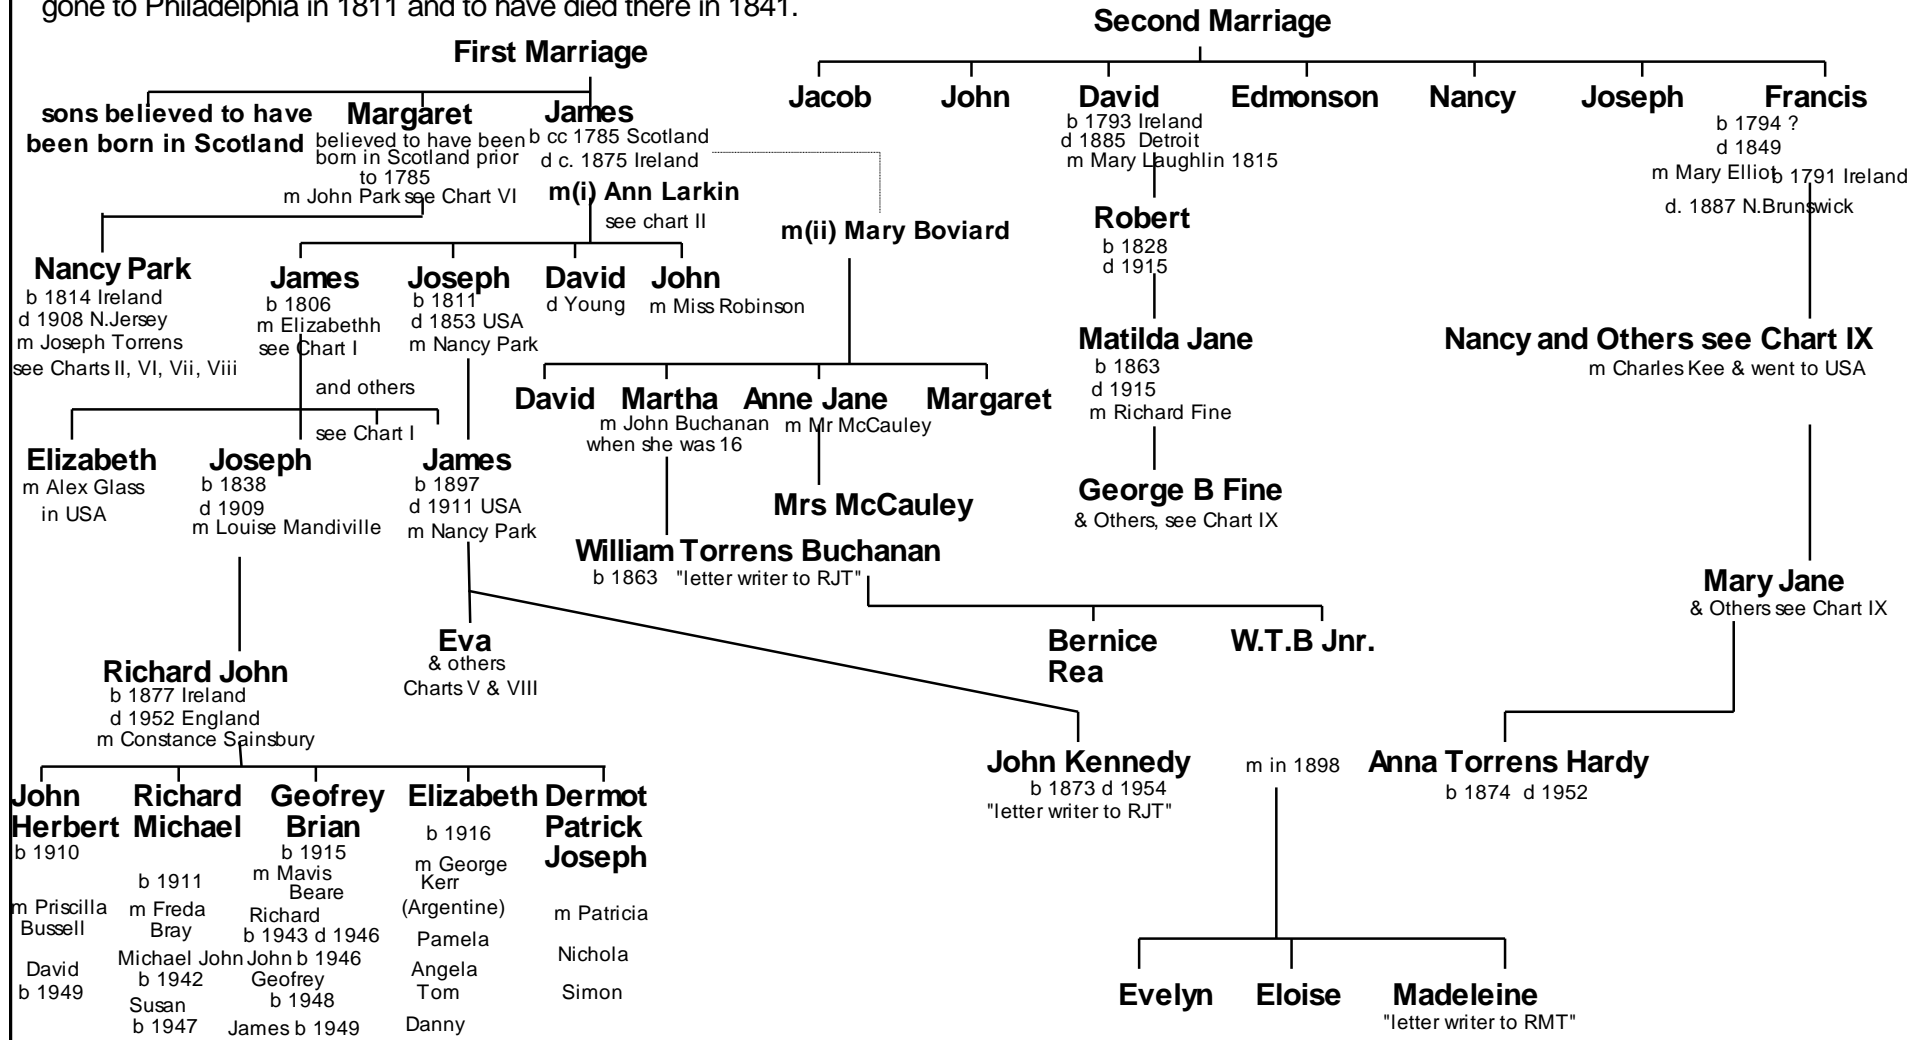 gone to Philadelphia in 1811 and to have died there in 1841.
Second Marriage
First Marriage
sons believed to have
been born in Scotland
Margaret
believed to have been
born in Scotland prior
to 1785
m John Park see Chart VI
James
b cc 1785 Scotland
d c. 1875 Ireland
m(i) Ann Larkin
see chart II
m(ii) Mary Boviard
Jacob
John
David
b 1793 Ireland
d 1885 Detroit
m Mary Laughlin 1815
Edmonson
Nancy
Joseph
Francis
b 1794 ?
d 1849
m Mary Elliot b 1791 Ireland
d. 1887 N.Brunswick
Nancy Park
b 1814 Ireland
d 1908 N.Jersey
m Joseph Torrens
see Charts II, VI, Vii, Viii
James
b 1806
m Elizabethh
see Chart I
Joseph
b 1811
d 1853 USA
m Nancy Park
David
d Young
John
m Miss Robinson
Robert
b 1828
d 1915
Matilda Jane
b 1863
d 1915
m Richard Fine
Nancy and Others see Chart IX
m Charles Kee & went to USA
and others
see Chart I
David
Martha
m John Buchanan
when she was 16
Anne Jane
m Mr McCauley
Margaret
Elizabeth
m Alex Glass
in USA
Joseph
b 1838
d 1909
m Louise Mandiville
James
b 1897
d 1911 USA
m Nancy Park
Mrs McCauley
George B Fine
& Others, see Chart IX
William Torrens Buchanan
b 1863 "letter writer to RJT"
Mary Jane
& Others see Chart IX
Eva
& others
Charts V & VIII
Bernice
Rea
W.T.B Jnr.
Richard John
b 1877 Ireland
d 1952 England
m Constance Sainsbury
John Kennedy
b 1873 d 1954
"letter writer to RJT"
m in 1898
Anna Torrens Hardy
b 1874 d 1952
John
Herbert
b 1910
m Priscilla
Bussell
David
b 1949
Richard
Michael
b 1911
m Freda
Bray
Michael John
b 1942
Susan
b 1947
Geofrey
Brian
b 1915
m Mavis
Beare
Richard
b 1943 d 1946
John b 1946
Geofrey
b 1948
James b 1949
Elizabeth
b 1916
m George
Kerr
(Argentine)
Pamela
Angela
Tom
Danny
Dermot
Patrick
Joseph
m Patricia
Nichola
Simon
Evelyn
Eloise
Madeleine
"letter writer to RMT"